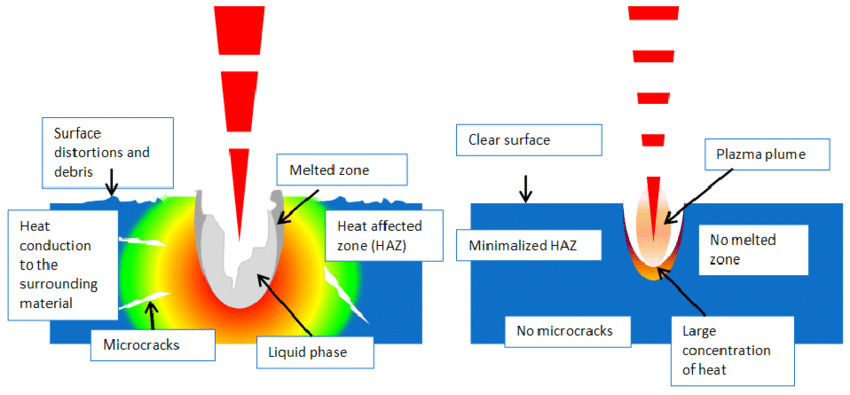 Surface
distortions and
debris
Melted zone
Heat
conduction
to the
surrounding
material
Heat affected
zone (HAZ)
Microcracks
Liquid phase
Clear surface
Plazma plume
Minimalized HAZ
No melted
zone
No microcracks
Large
concentration
of heat